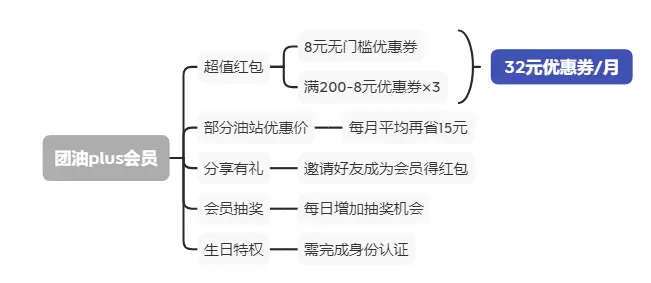 团油plus会员
超值红包
8元无门槛优惠券
满200-8元优惠券×3
32元优惠券/月
部分油站优惠价
每月平均再省15元
分享有礼
邀请好友成为会员得红包
会员抽奖
每日增加抽奖机会
生日特权
需完成身份认证